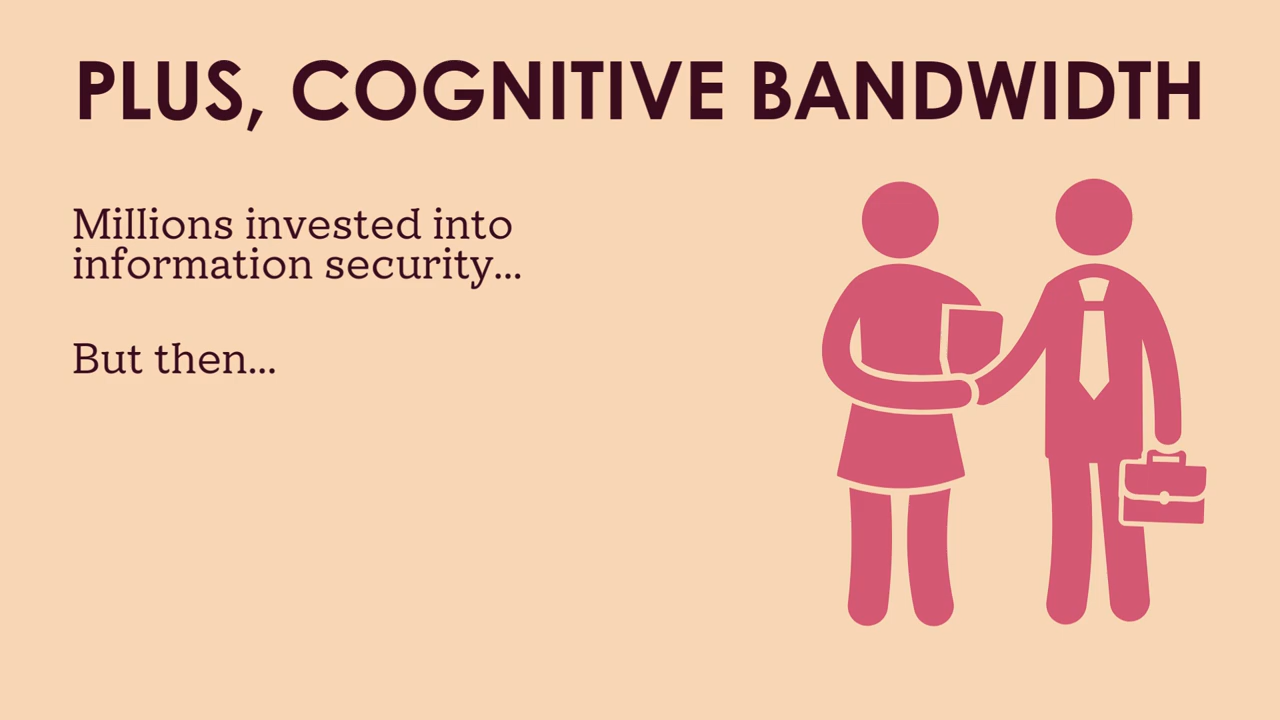 PLUS, COGNITIVE BANDWIDTH
Millions invested into
information security...
But then...